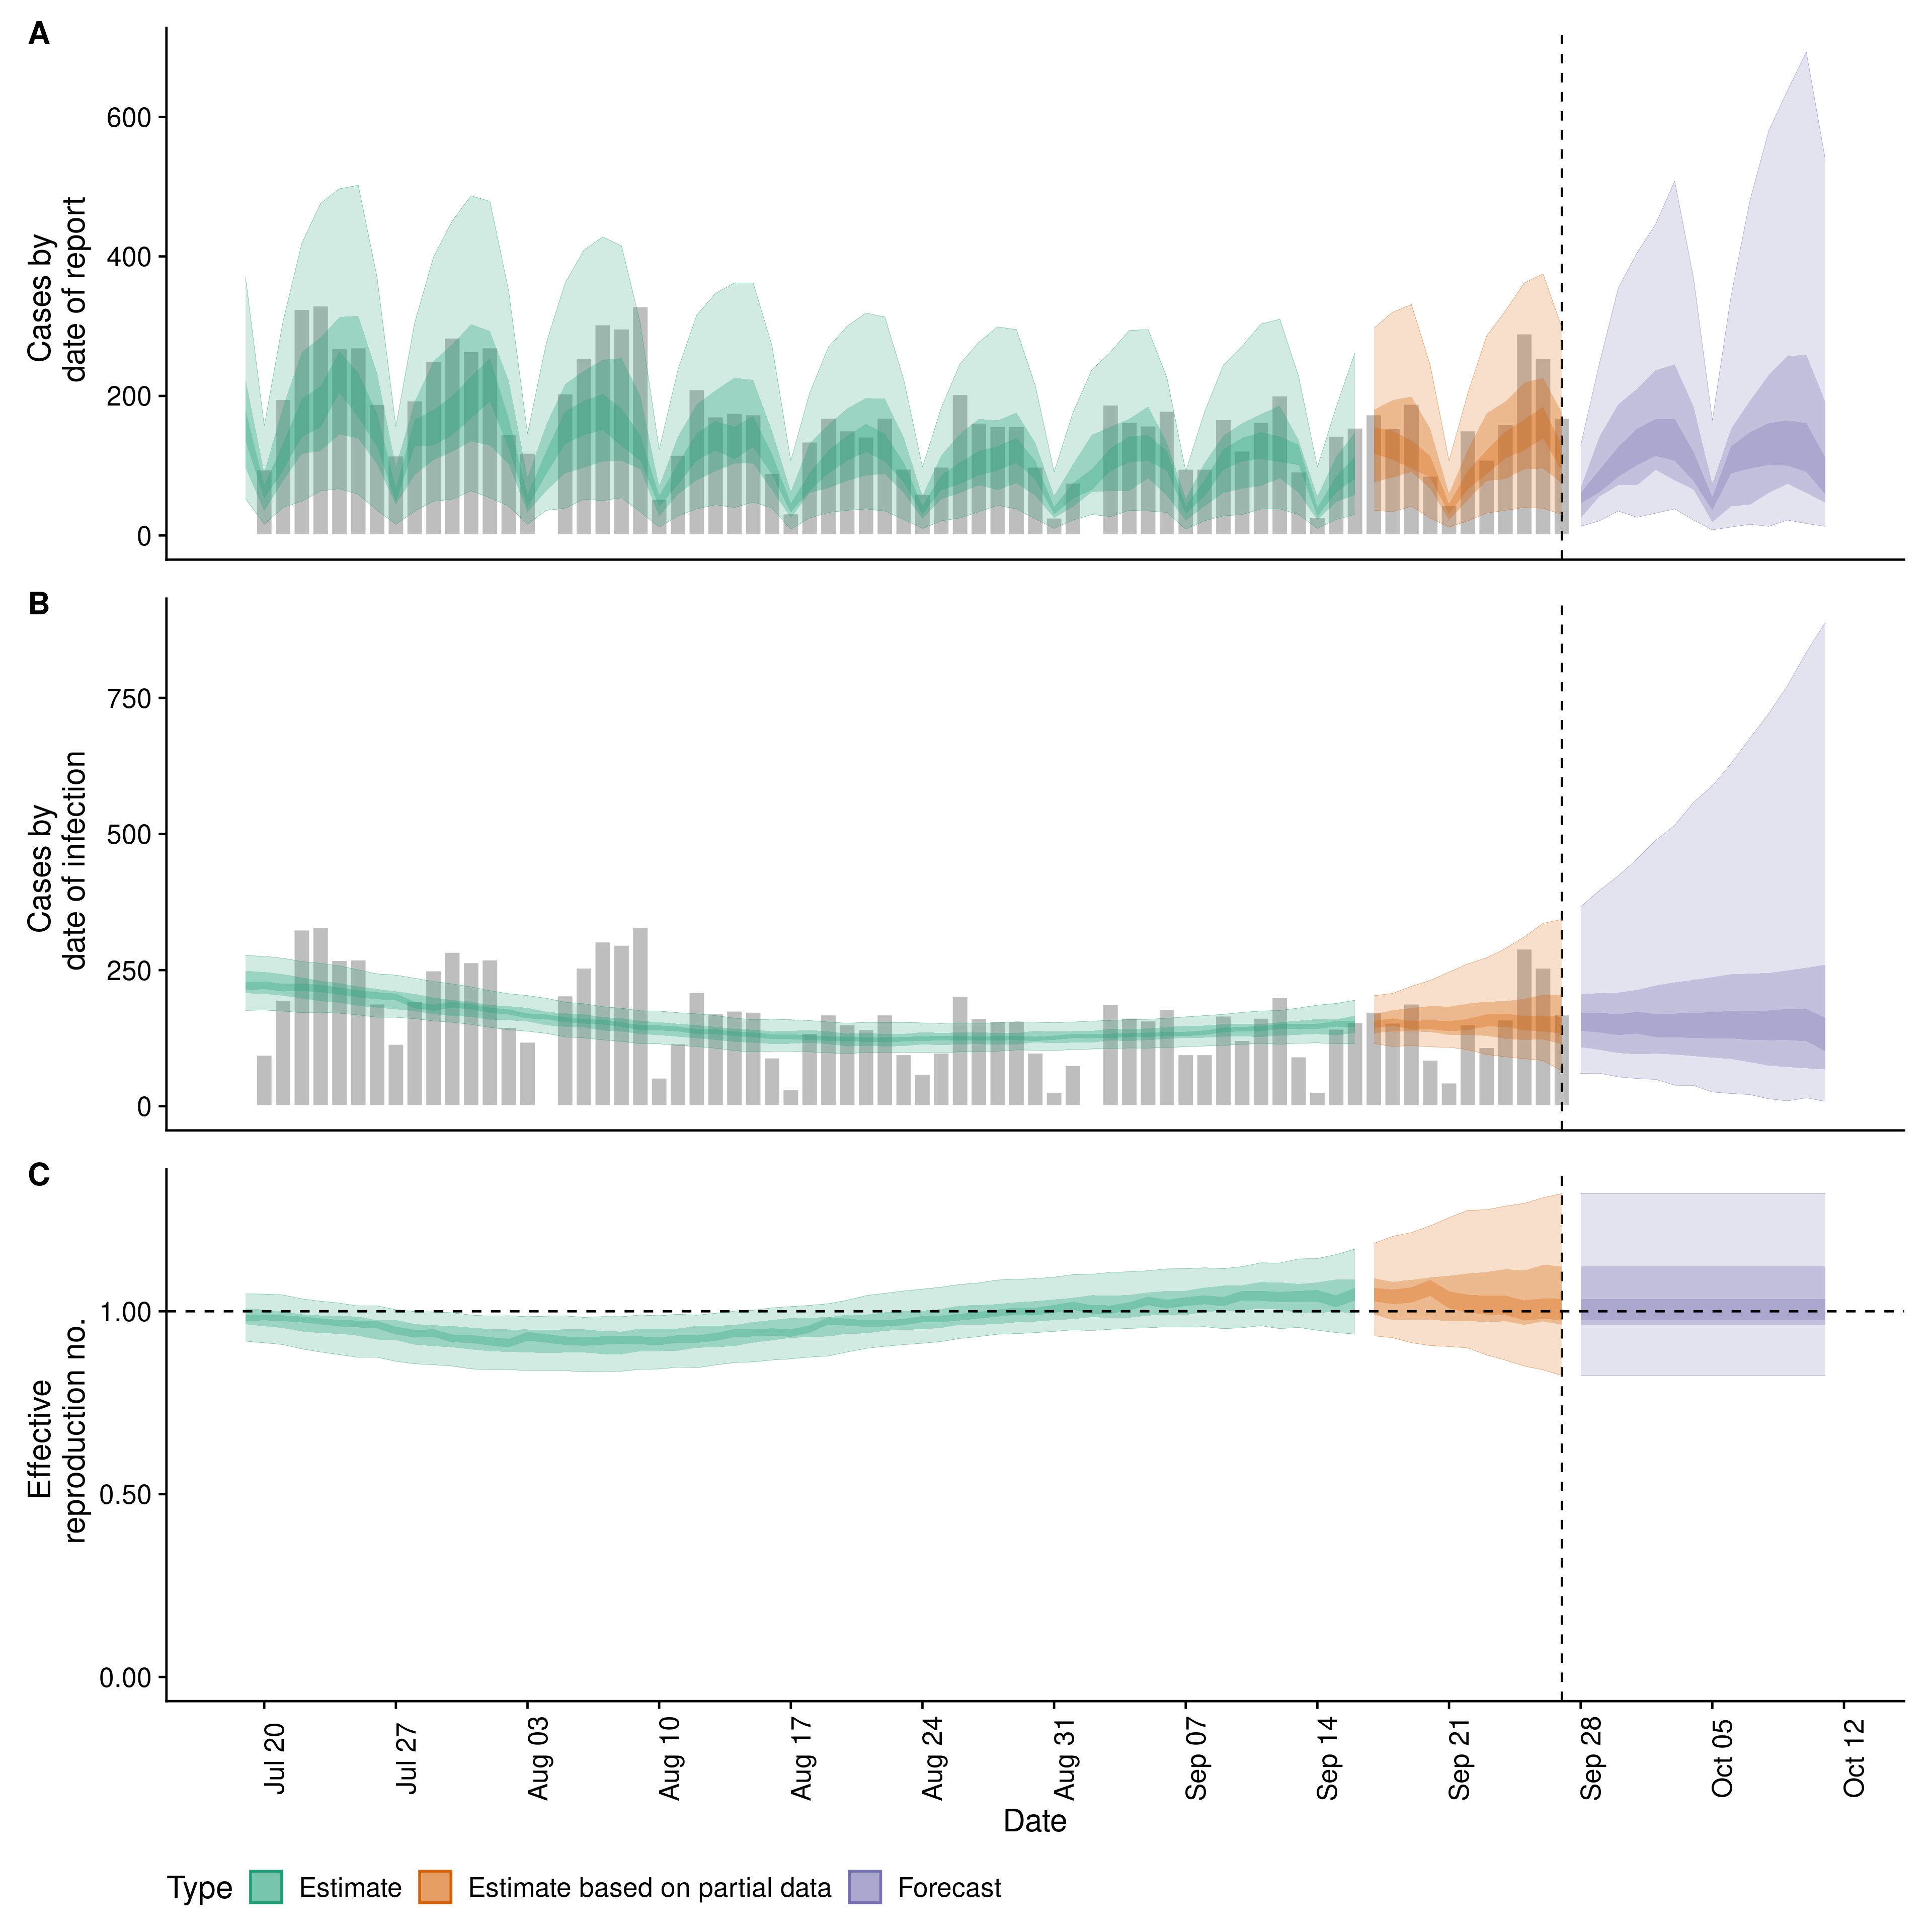 A
Cases by
date of report
600
400
200
0
B
Cases by
date of infection
750
500
250
0
C
Effective
reproduction no.
1.00
0.50
0.00
Jul 20
Jul 27
Aug 03
Aug 10
Aug 17
Aug 24
Aug 31
Sep 07
Sep 14
Sep 21
Sep 28
Oct 05
Oct 12
Date
Type Estimate Estimate based on partial data Forecast